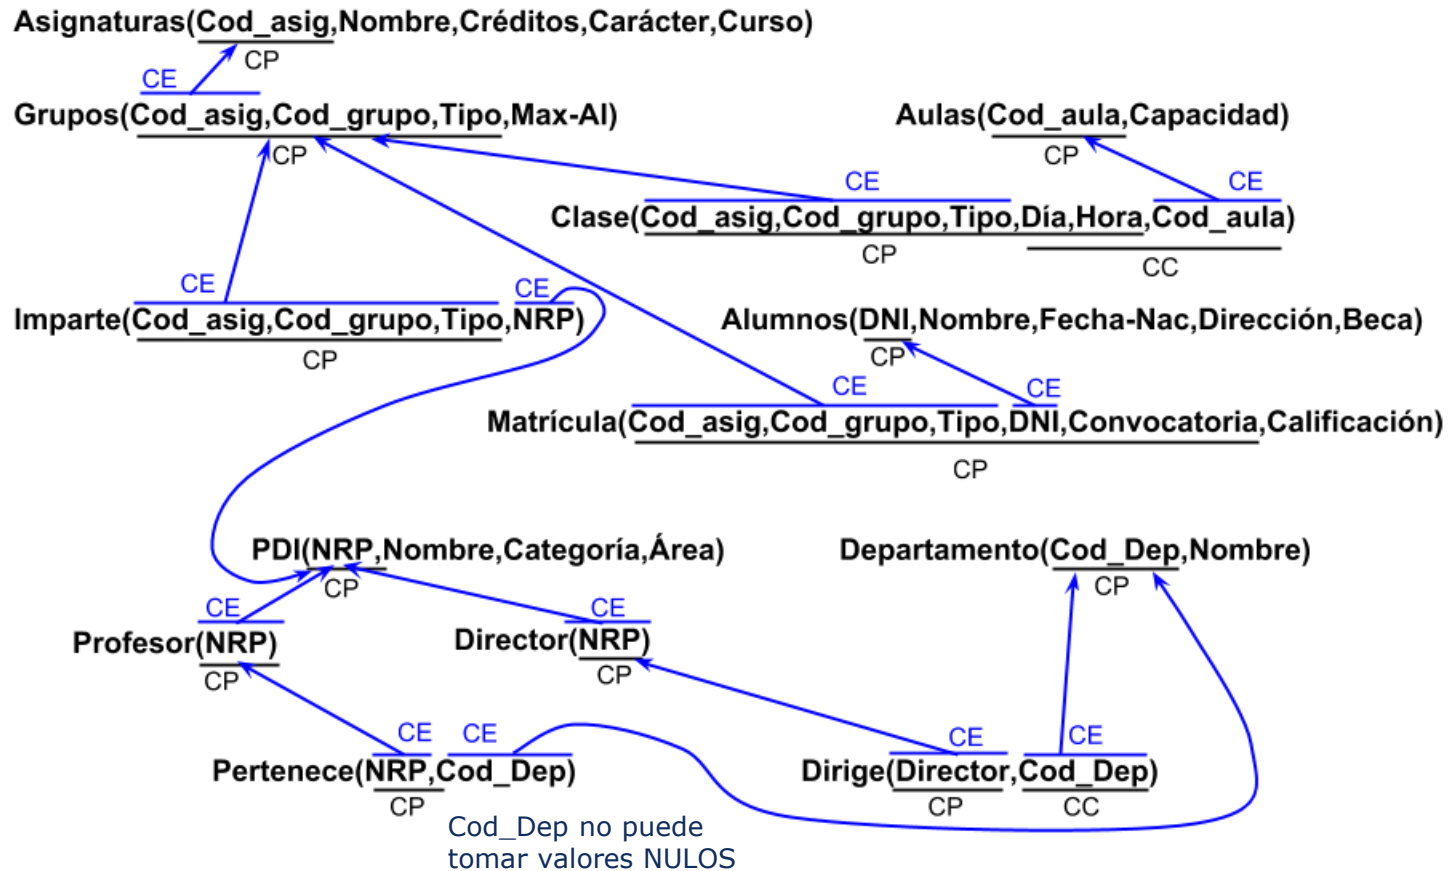 Asignaturas(Cod_asig,Nombre,Créditos,Carácter,Curso)
CP
CE
Grupos(Cod_asig,Cod_grupo,Tipo,Max-Al)
CP
Aulas(Cod_aula,Capacidad)
CP
CE
CE
Clase(Cod_asig,Cod_grupo,Tipo,Día,Hora,Cod_aula)
CP
CC
CE
CE
Imparte(Cod_asig,Cod_grupo,Tipo,NRP)
CP
Alumnos(DNI,Nombre,Fecha-Nac,Dirección,Beca)
CP
CE
CE
Matrícula(Cod_asig,Cod_grupo,Tipo,DNI,Convocatoria,Calificación)
CP
PDI(NRP,Nombre,Categoría,Área)
CP
Departamento(Cod_Dep,Nombre)
CP
CE
Profesor(NRP)
CP
CE
Director(NRP)
CP
CE
CE
Pertenece(NRP,Cod_Dep)
CP
CE
CE
Dirige(Director,Cod_Dep)
CP
CC
Cod_Dep no puede
tomar valores NULOS